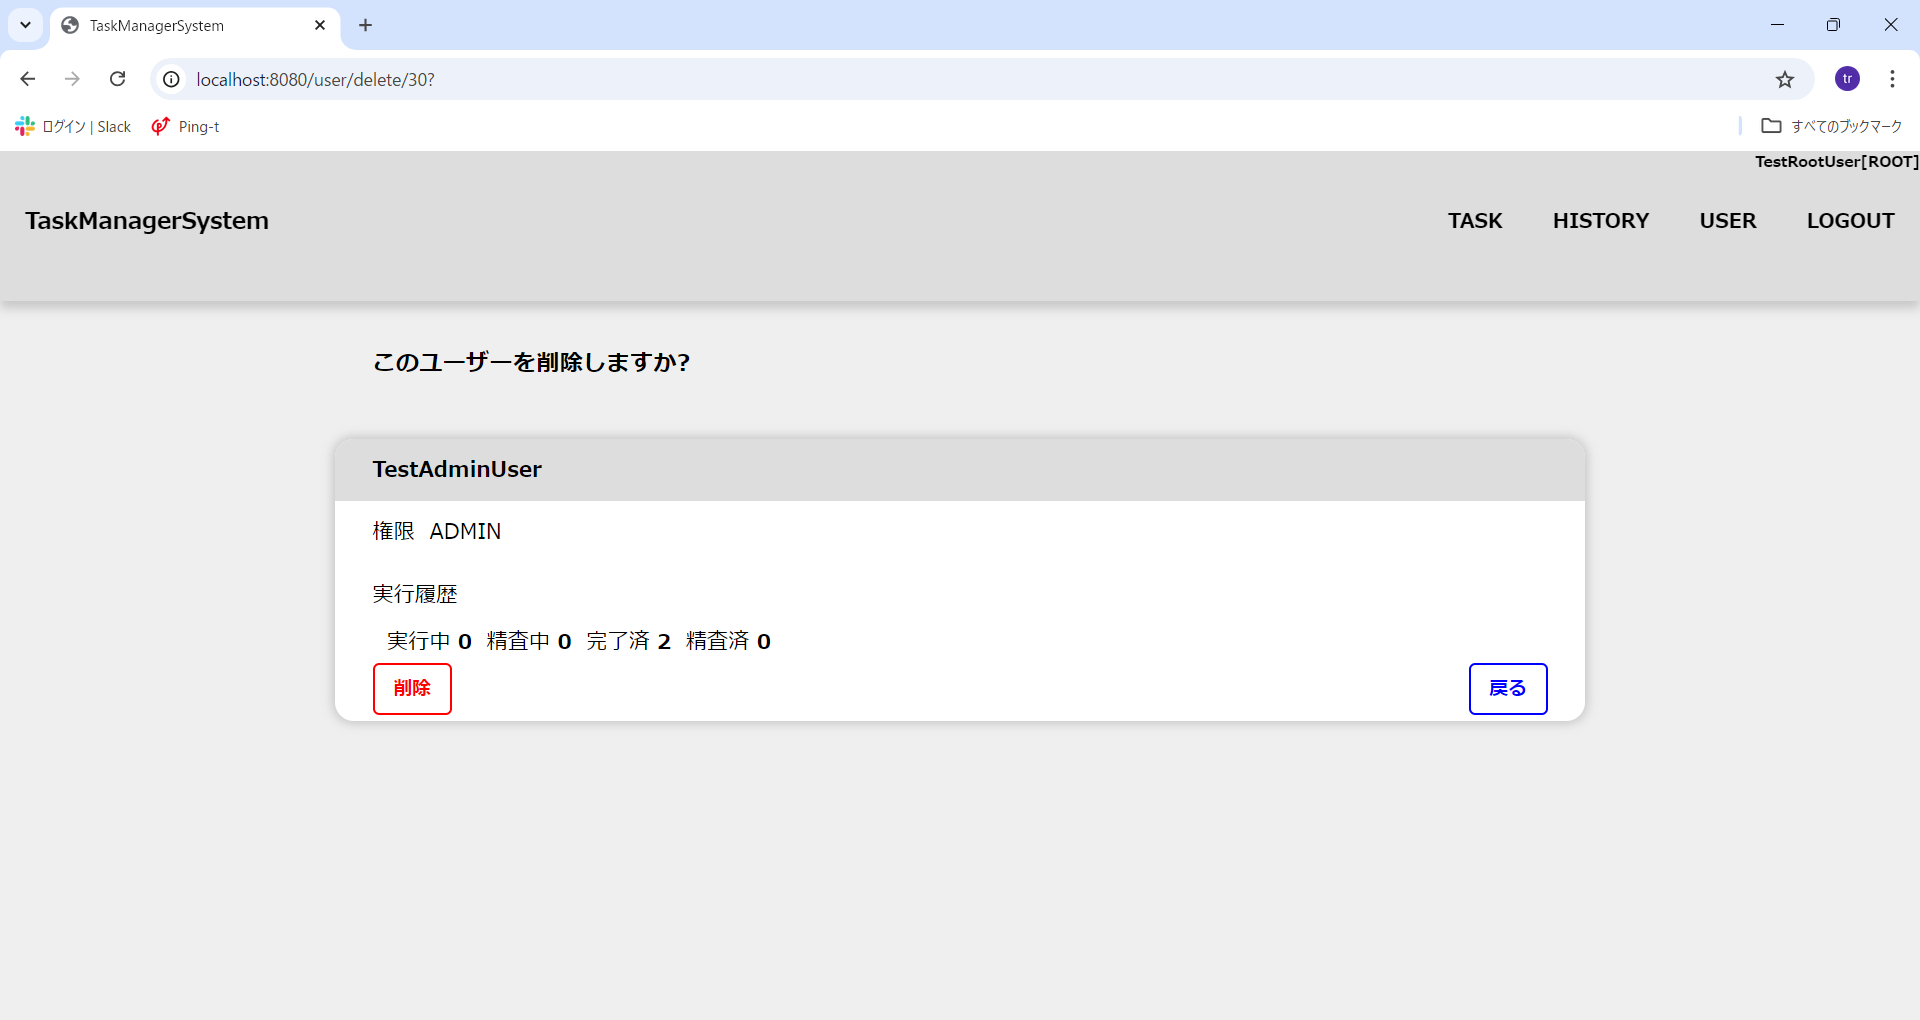 TaskManagerSystem
localhost:8080/user/delete/30?
tr
ログイン | Slack
Ping-t
すべてのブックマーク
TestRootUser[ROOT]
TaskManagerSystem
TASK HISTORY USER LOGOUT
このユーザーを削除しますか?
TestAdminUser
権限 ADMIN
実行履歴
実行中 0 精査中 0 完了済 2 精査済 0
削除
戻る